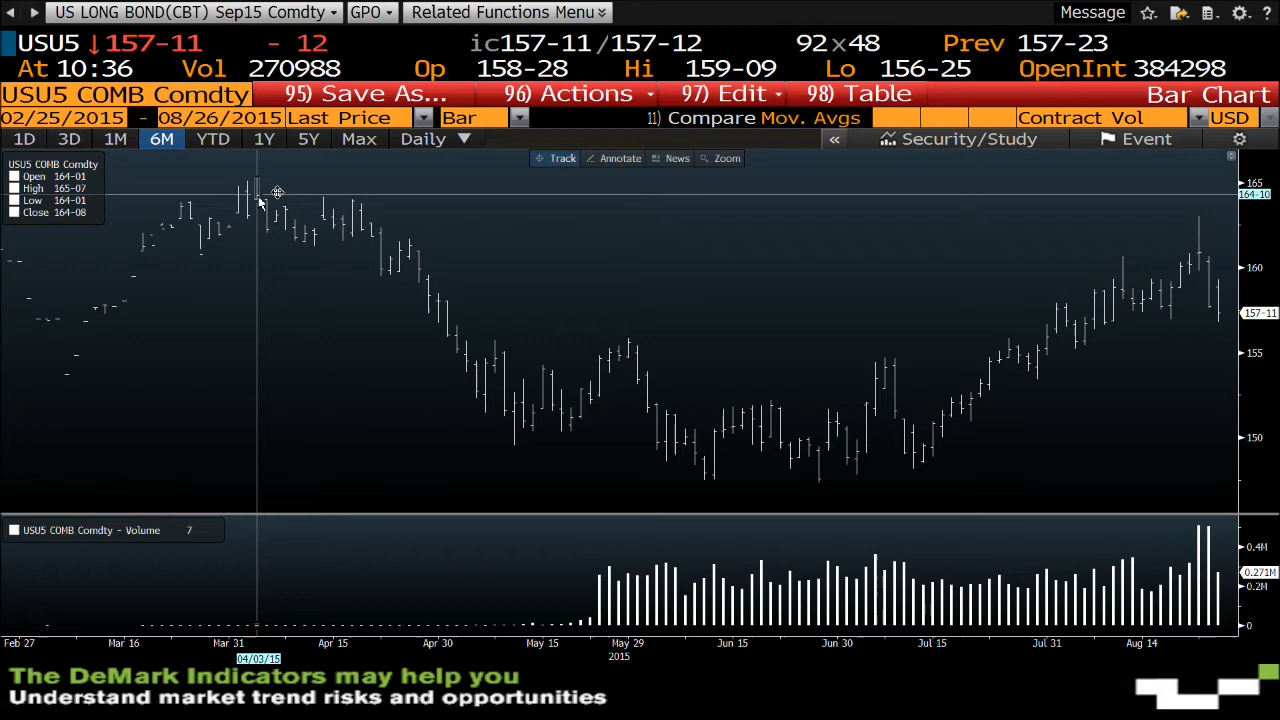 US LONG BOND(CBT) Sep15 Comdty GPO Related Functions Menu Message
USU5 ↓157-11 - 12 ic157-11/157-12 92x48 Prev 157-23
At 10:36 Vol 270988 Op 158-28 Hi 159-09 Lo 156-25 OpenInt 384298
USU5 COMB Comdty 95) Save As... 96) Actions 97) Edit 98) Table Bar Chart
02/25/2015 - 08/26/2015 Last Price Bar 11) Compare Mov. Avgs Contract Vol USD
1D 3D 1M 6M YTD 1Y 5Y Max Daily « Security/Study Event
Track Annotate News Zoom
USU5 COMB Comdty
Open 164-01
High 165-07
Low 164-01
Close 164-08
165
164-10
160
157-11
155
150
USU5 COMB Comdty - Volume 7
0.4M
0.271M
0.2M
0
Feb 27 Mar 16 Mar 31 Apr 15 Apr 30 May 15 May 29 Jun 15 Jun 30 Jul 15 Jul 31 Aug 14
04/03/15 2015
The DeMark Indicators may help you
Understand market trend risks and opportunities